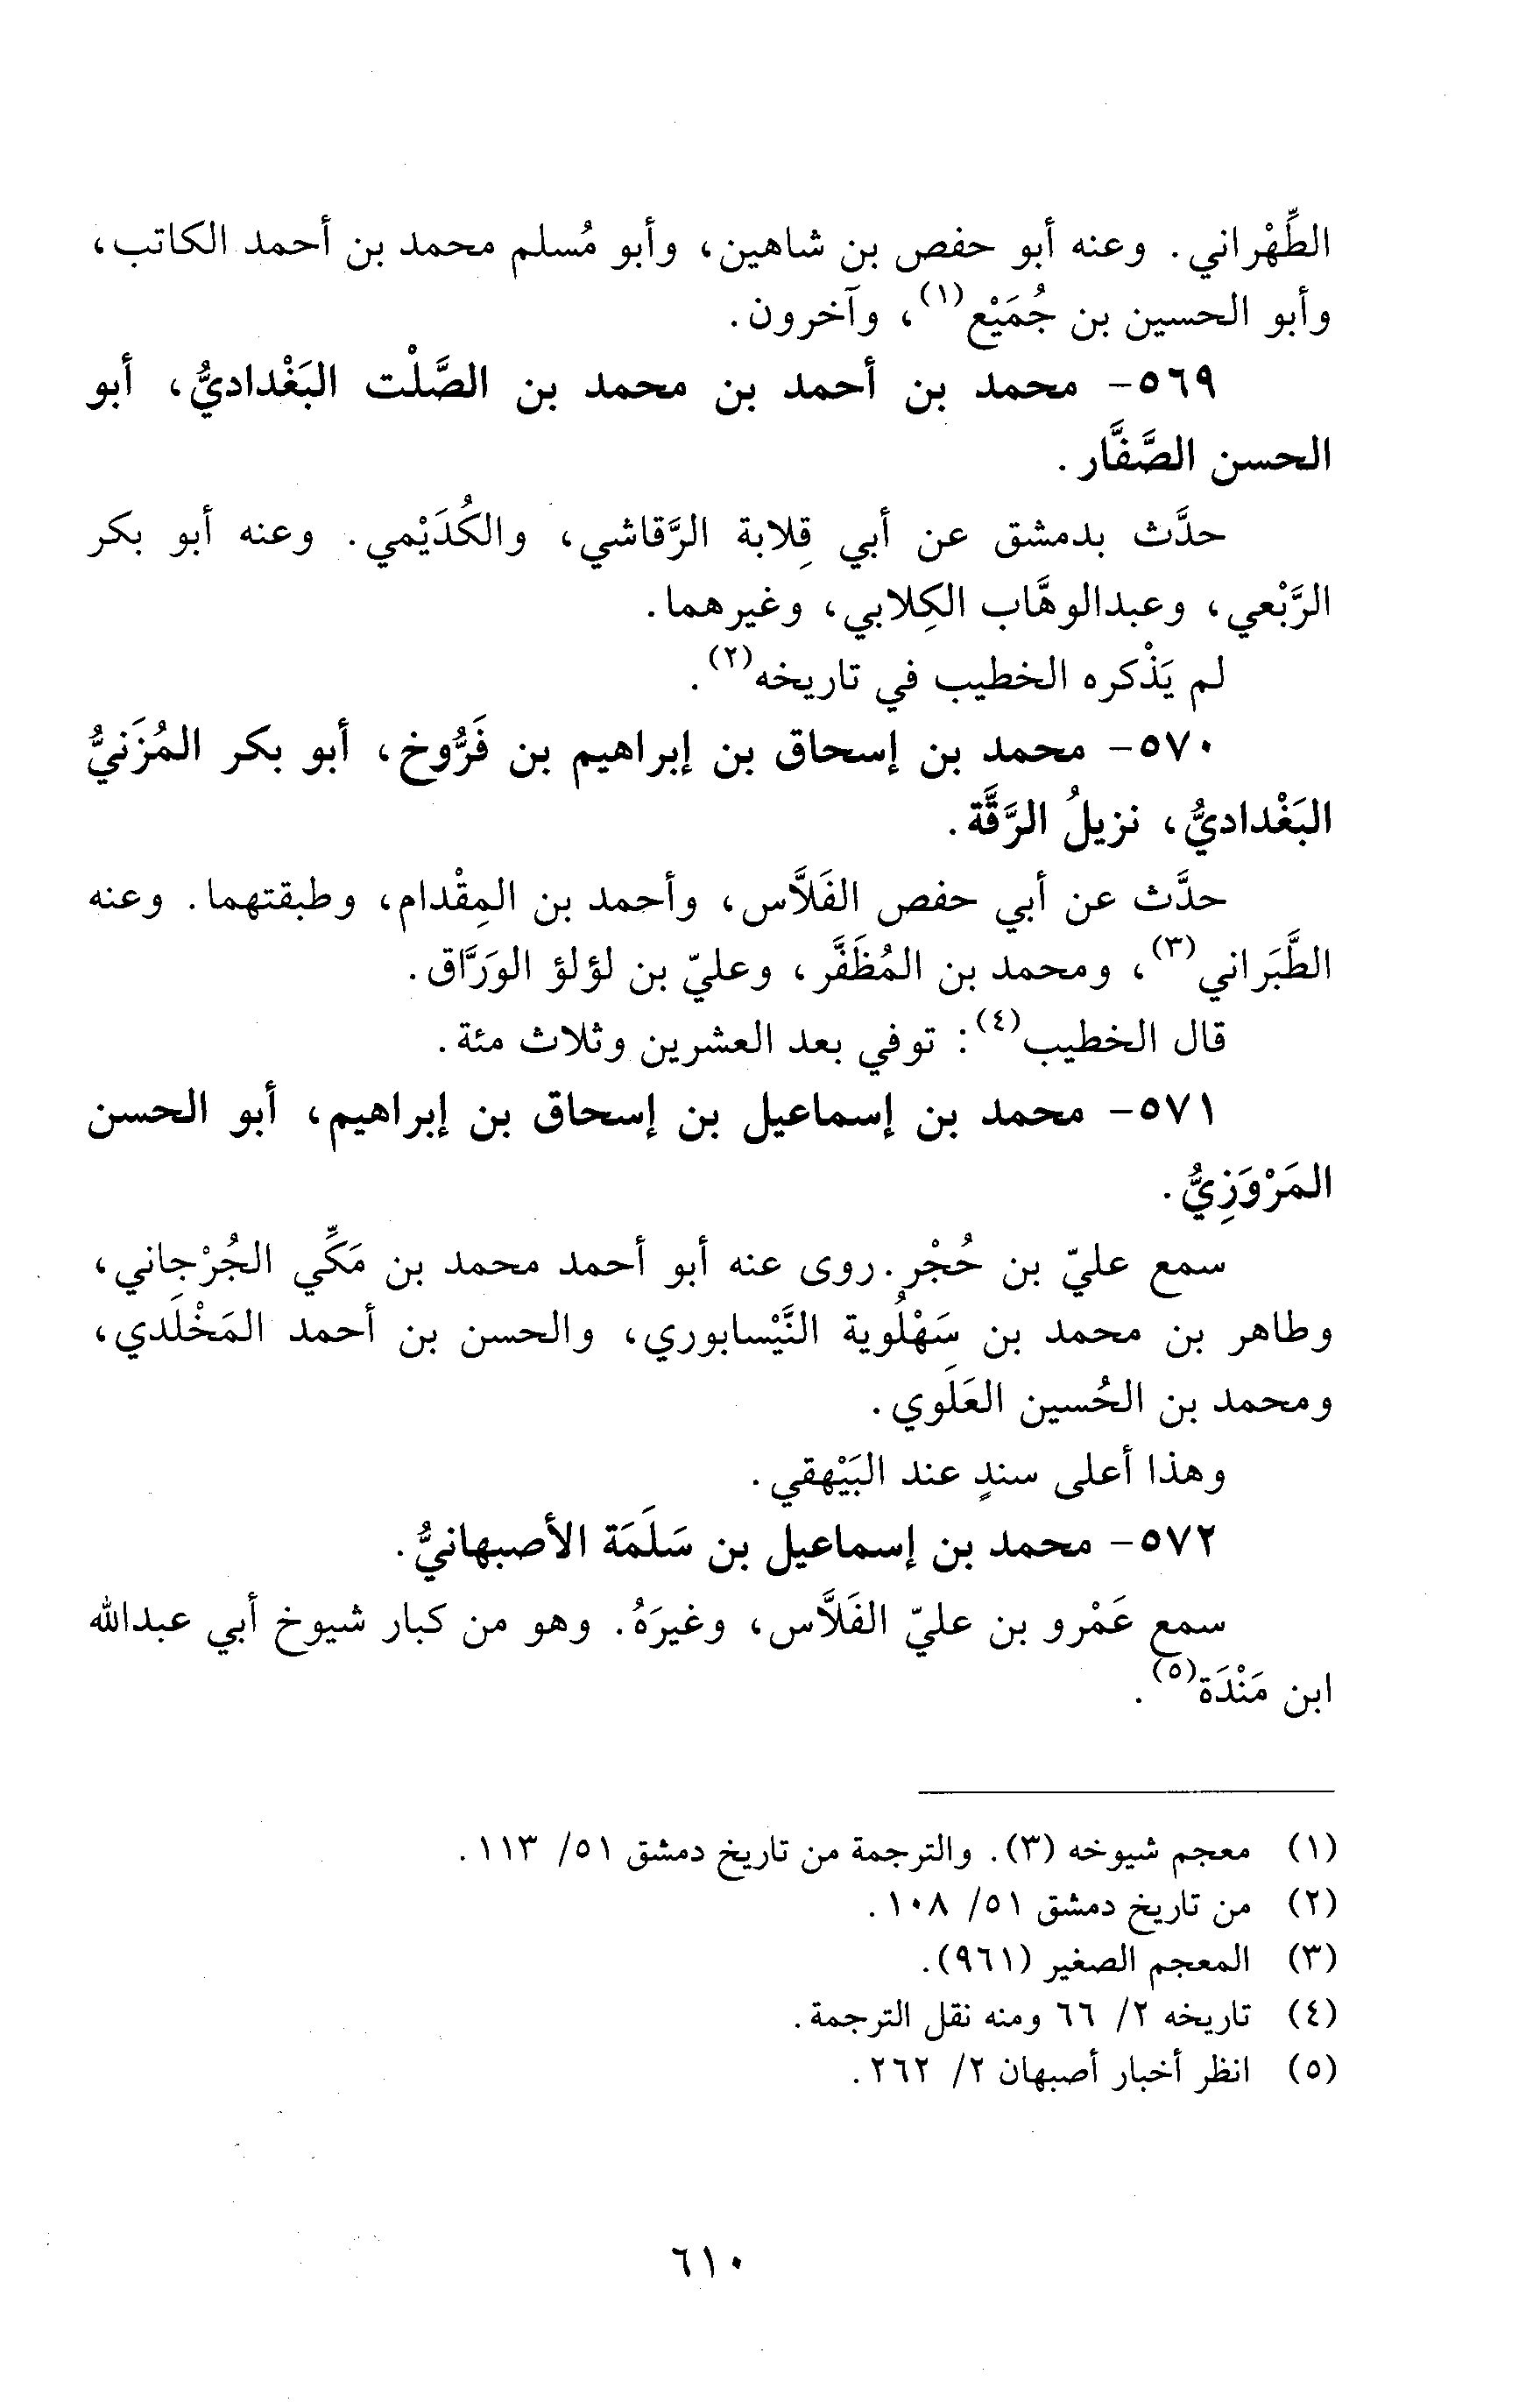 الطِّهْراني. وعنه أبو حفص بن شاهين، وأبو مُسلم محمد بن أحمد الكاتب،
وأبو الحسين بن جُمَيْع(١)، وآخرون.
٥٦٩- محمد بن أحمد بن محمد بن الصَّلْت البَغْداديُّ، أبو
الحسن الصَّفَّار.
حدَّث بدمشق عن أبي قِلابة الرَّقاشي، والكُدَيْمي. وعنه أبو بكر
الرَّبْعي، وعبدالوهَّاب الكِلابي، وغيرهما.
لم يَذْكره الخطيب في تاريخه(٢).
٥٧٠- محمد بن إسحاق بن إبراهيم بن فَرُّوخ، أبو بكر المُزَنيُّ
البَغْداديُّ، نزيلُ الرَّقَّة.
حدَّث عن أبي حفص الفَلاَّس، وأحمد بن المِقْدام، وطبقتهما. وعنه
الطَّبَراني(٣)، ومحمد بن المُظَفَّر، وعليّ بن لؤلؤ الورَّاق.
قال الخطيب(٤): توفي بعد العشرين وثلاث مئة.
٥٧١- محمد بن إسماعيل بن إسحاق بن إبراهيم، أبو الحسن
المَرْوَزِيُّ.
سمع عليّ بن حُجْر. روى عنه أبو أحمد محمد بن مَكِّي الجُرْجاني،
وطاهر بن محمد بن سَهْلُوية النَّيْسابوري، والحسن بن أحمد المَخْلَدي،
ومحمد بن الحُسين العَلَوي.
وهذا أعلى سندٍ عند البَيْهقي.
٥٧٢- محمد بن إسماعيل بن سَلَمَة الأصبهانيُّ.
سمع عَمْرو بن عليّ الفَلاَّس، وغيرَهُ. وهو من كبار شيوخ أبي عبدالله
ابن مَنْدَة(٥).
(١) معجم شيوخه (٣). والترجمة من تاريخ دمشق ٥١/ ١١٣.
(٢) من تاريخ دمشق ٥١/ ١٠٨.
(٣) المعجم الصغير (٩٦١).
(٤) تاريخه ٢/ ٦٦ ومنه نقل الترجمة.
(٥) انظر أخبار أصبهان ٢/ ٢٦٢.
٦١٠